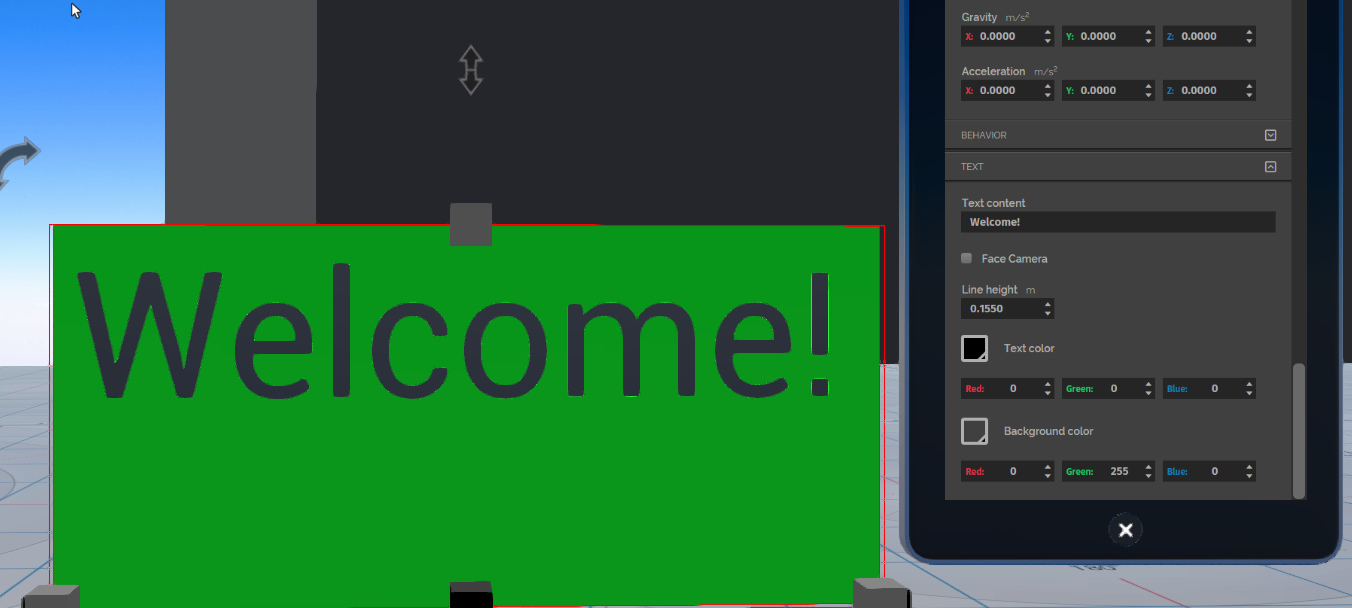 Gravity m/s²
X: 0.0000 Y: 0.0000 Z: 0.0000
Acceleration m/s²
X: 0.0000 Y: 0.0000 Z: 0.0000
BEHAVIOR
TEXT
Text content
Welcome!
Face Camera
Line height m
0.1550
Text color
Red: 0 Green: 0 Blue: 0
Background color
Red: 0 Green: 255 Blue: 0
Welcome!